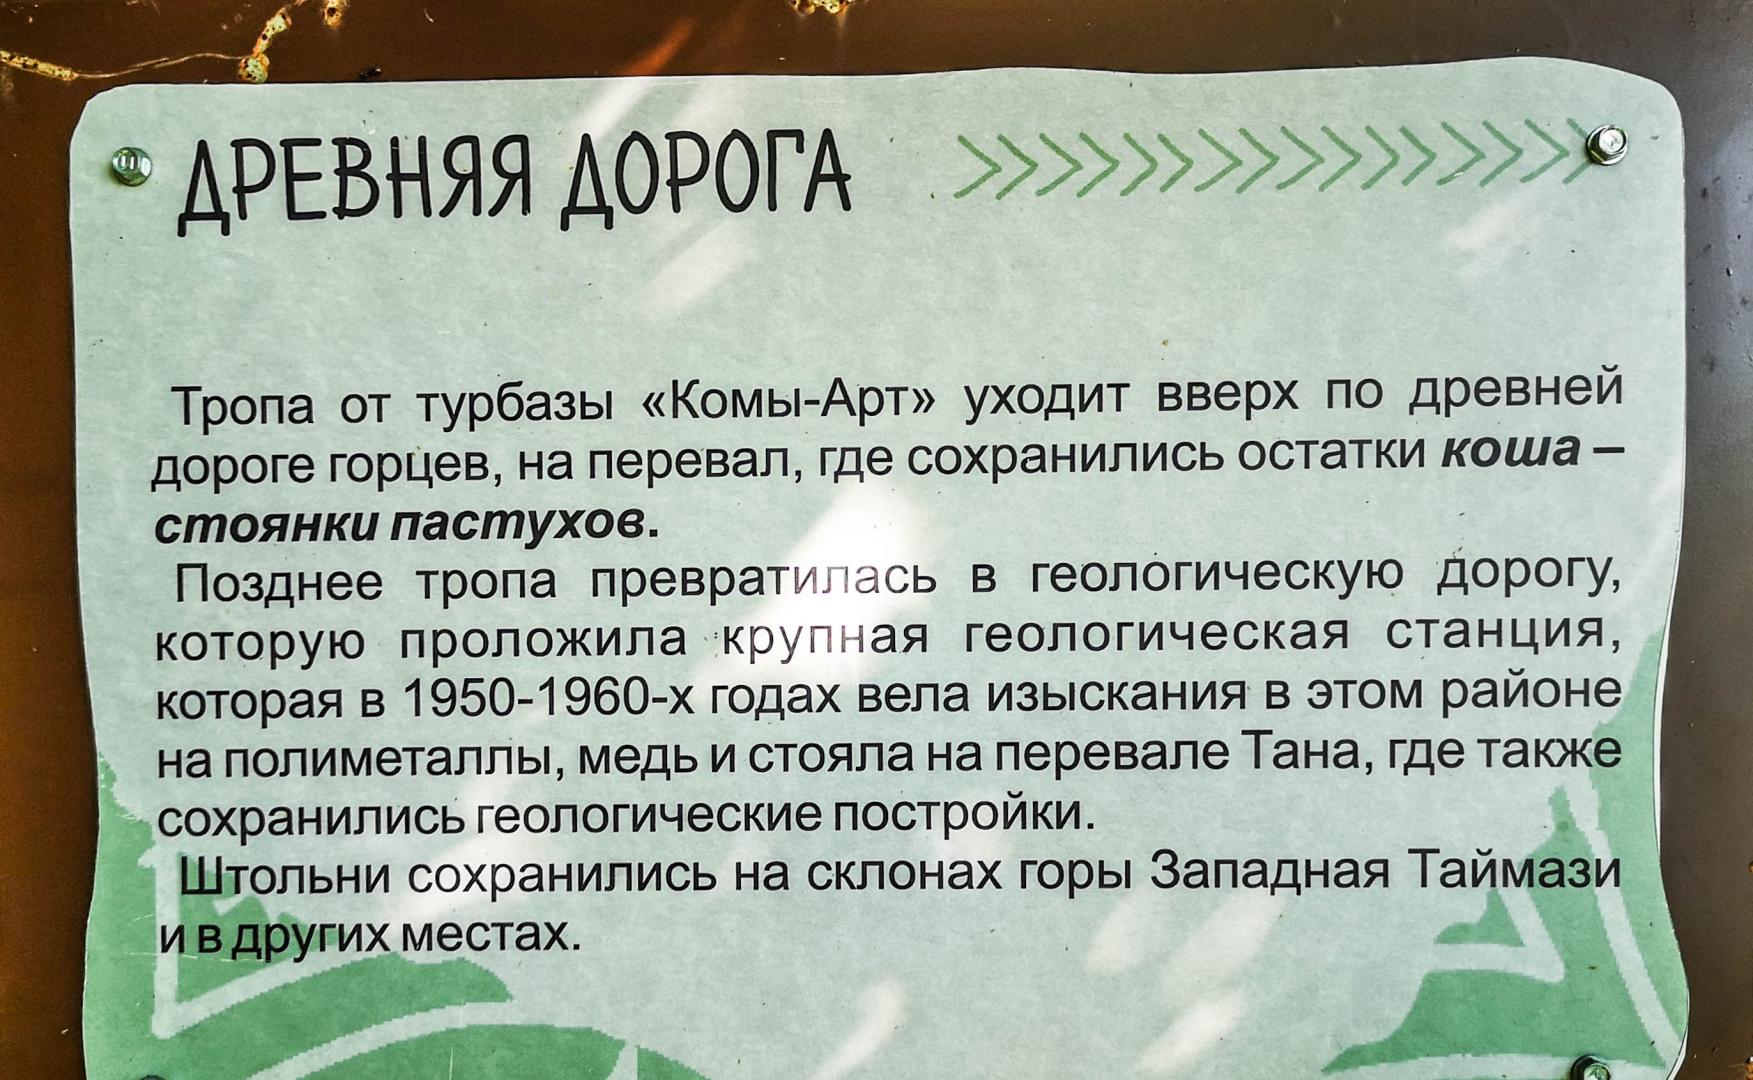 ДРЕВНЯЯ ДОРОГА
Тропа от турбазы «Комы-Арт» уходит вверх по древней
дороге горцев, на перевал, где сохранились остатки коша –
стоянки пастухов.
Позднее тропа превратилась в геологическую дорогу,
которую проложила крупная геологическая станция,
которая в 1950-1960-х годах вела изыскания в этом районе
на полиметаллы, медь и стояла на перевале Тана, где также
сохранились геологические постройки.
Штольни сохранились на склонах горы Западная Таймази
и в других местах.